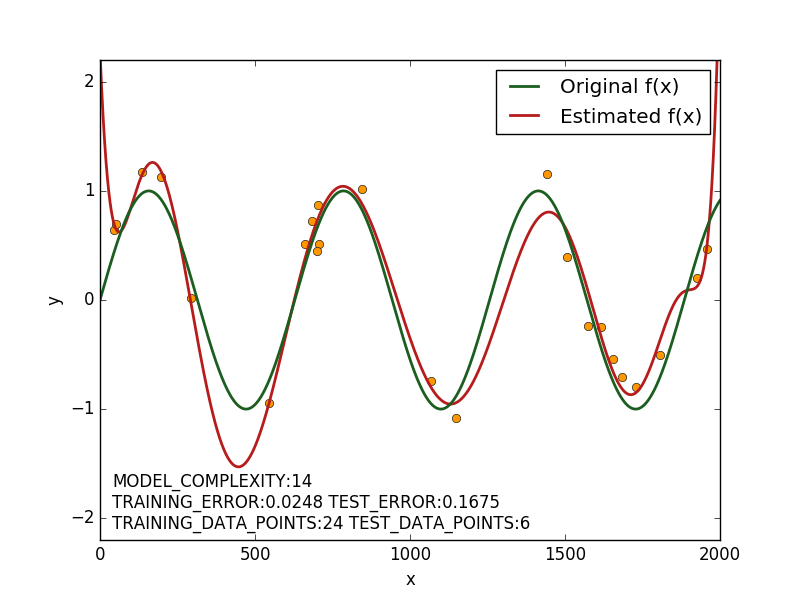 Original f(x)
Estimated f(x)
2
1
0
−1
−2
y
MODEL_COMPLEXITY:14
TRAINING_ERROR:0.0248 TEST_ERROR:0.1675
TRAINING_DATA_POINTS:24 TEST_DATA_POINTS:6
0 500 1000 1500 2000
x